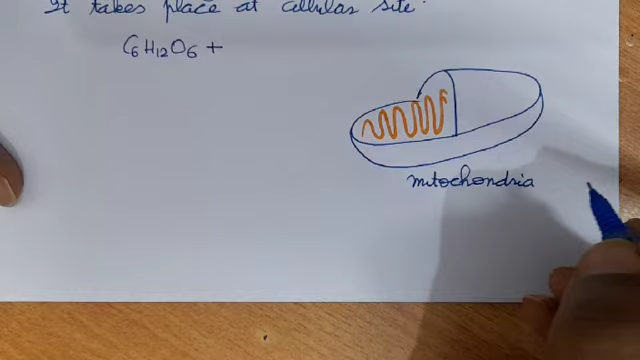 It takes place at cellular site
C6H12O6 +
mitochondria